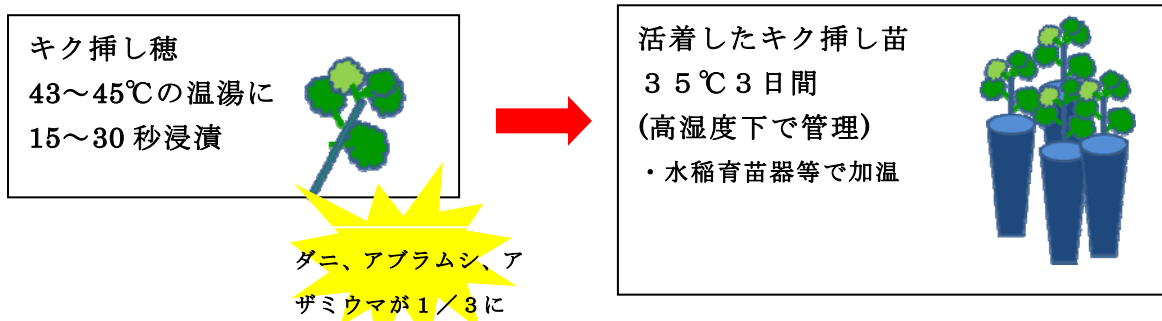 キク挿し穂
43～45℃の温湯に
15～30 秒浸漬
ダニ、アブラムシ、ア
ザミウマが１／３に
活着したキク挿し苗
３５℃３日間
(高湿度下で管理)
・水稲育苗器等で加温